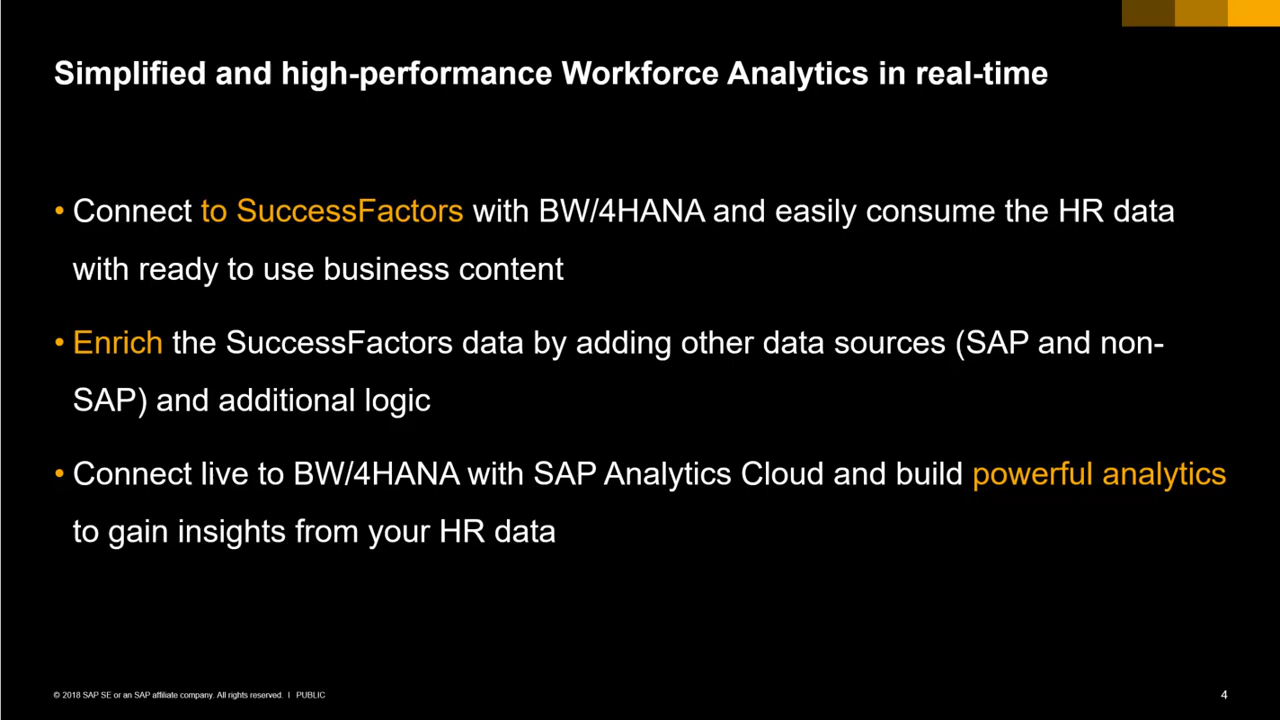 Simplified and high-performance Workforce Analytics in real-time
• Connect to SuccessFactors with BW/4HANA and easily consume the HR data
with ready to use business content
• Enrich the SuccessFactors data by adding other data sources (SAP and non-
SAP) and additional logic
• Connect live to BW/4HANA with SAP Analytics Cloud and build powerful analytics
to gain insights from your HR data
© 2018 SAP SE or an SAP affiliate company. All rights reserved. | PUBLIC
4